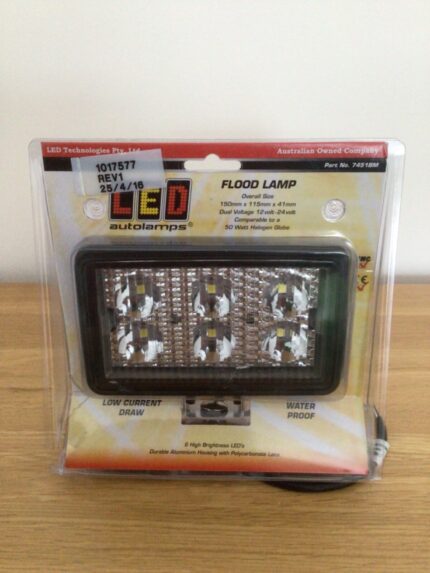 LED Technologies Pty. Ltd
Australian Owned Company
Part No. 7451BM
1017577
REV1
25/4/16
LED
autolamps®
FLOOD LAMP
Overall Size
150mm x 115mm x 41mm
Dual Voltage 12volt-24volt
Comparable to a
50 Watt Halogen Globe
LOW CURRENT
DRAW
WATER
PROOF
6 High Brightness LED's
Durable Aluminium Housing with Polycarbonate Lens